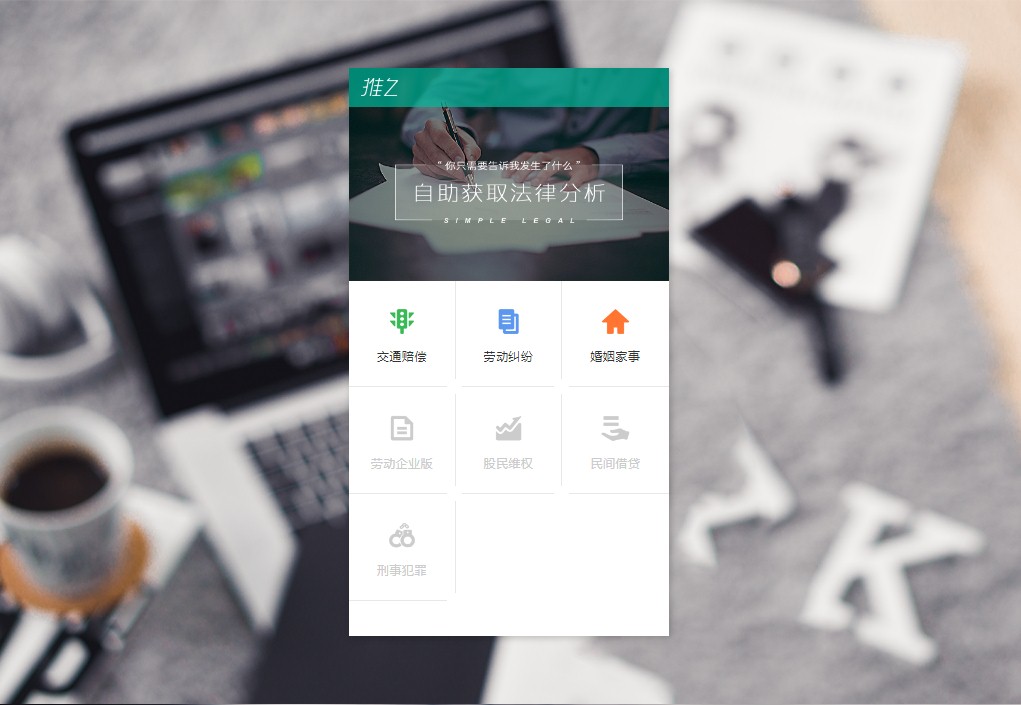 推Z
“ 你只需要告诉我发生了什么 ”
自助获取法律分析
SIMPLE LEGAL
交通赔偿
劳动纠纷
婚姻家事
劳动企业版
股民维权
民间借贷
刑事犯罪
K